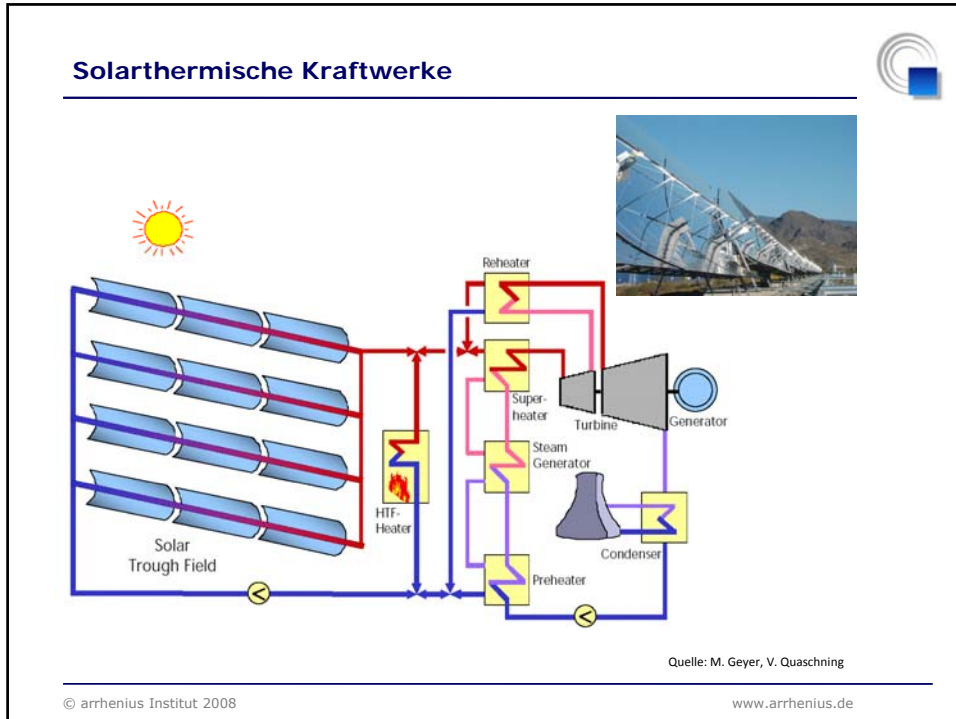 Solarthermische Kraftwerke
Reheater
Super-
heater
Turbine
Generator
Steam
Generator
HTF-
Heater
Solar
Trough Field
Condenser
Preheater
Quelle: M. Geyer, V. Quaschning
© arrhenius Institut 2008
www.arrhenius.de